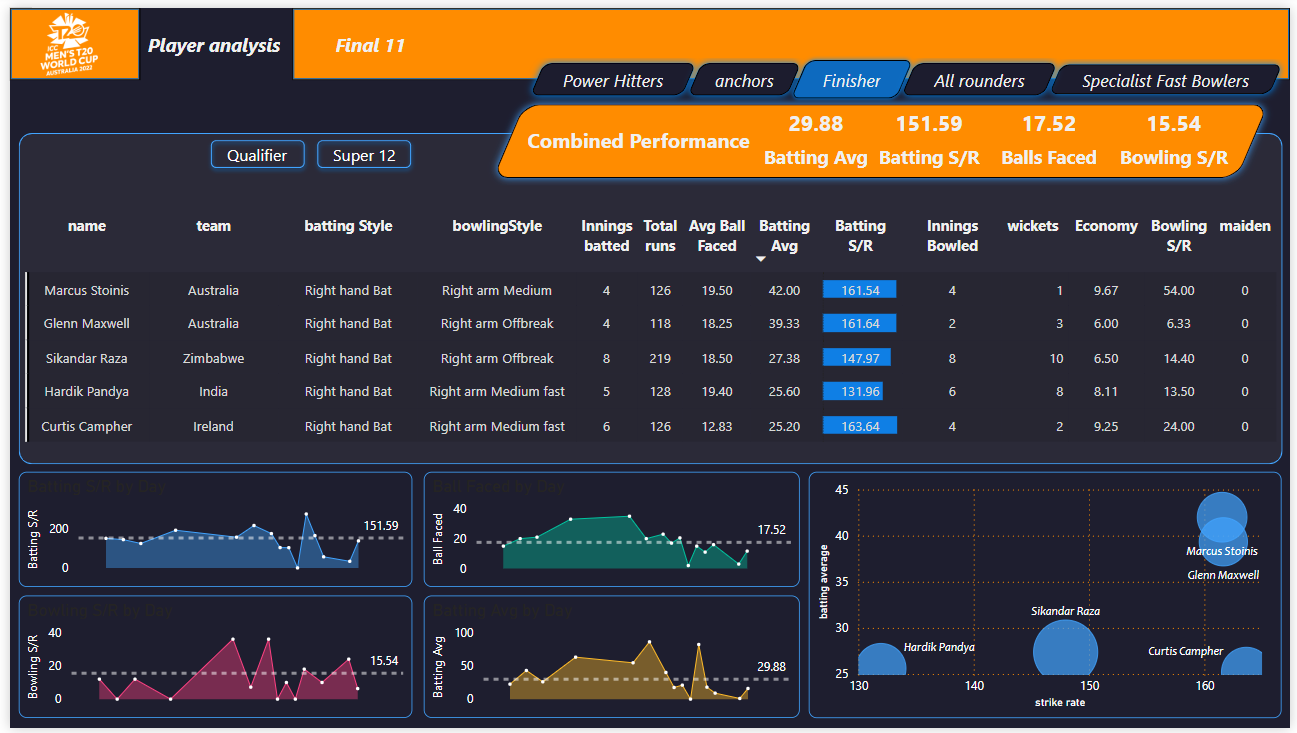 T20
ICC
MEN'S T20
WORLD CUP
AUSTRALIA 2022
Player analysis
Final 11
Power Hitters
anchors
Finisher
All rounders
Specialist Fast Bowlers
Combined Performance
29.88 151.59 17.52 15.54
Batting Avg Batting S/R Balls Faced Bowling S/R
Qualifier
Super 12
name team batting Style bowlingStyle Innings batted Total runs Avg Ball Faced Batting Avg Batting S/R Innings Bowled wickets Economy Bowling S/R maiden
Marcus Stoinis Australia Right hand Bat Right arm Medium 4 126 19.50 42.00 161.54 4 1 9.67 54.00 0
Glenn Maxwell Australia Right hand Bat Right arm Offbreak 4 118 18.25 39.33 161.64 2 3 6.00 6.33 0
Sikandar Raza Zimbabwe Right hand Bat Right arm Offbreak 8 219 18.50 27.38 147.97 8 10 6.50 14.40 0
Hardik Pandya India Right hand Bat Right arm Medium fast 5 128 19.40 25.60 131.96 6 8 8.11 13.50 0
Curtis Campher Ireland Right hand Bat Right arm Medium fast 6 126 12.83 25.20 163.64 4 2 9.25 24.00 0
Batting S/R by Day
Batting S/R
200
0
151.59
Ball Faced by Day
Ball Faced
40
20
0
17.52
Bowling S/R by Day
Bowling S/R
40
20
0
15.54
Batting Avg by Day
Batting Avg
100
50
0
29.88
batting average
45
40
35
30
25
Marcus Stoinis
Glenn Maxwell
Sikandar Raza
Hardik Pandya
Curtis Campher
130 140 150 160
strike rate